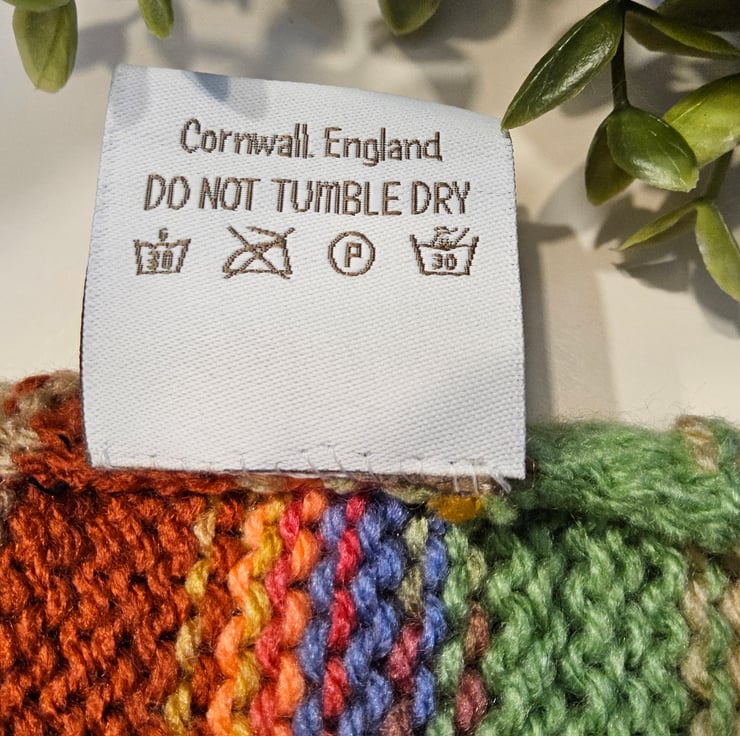 Cornwall. England
DO NOT TUMBLE DRY
30 P 30